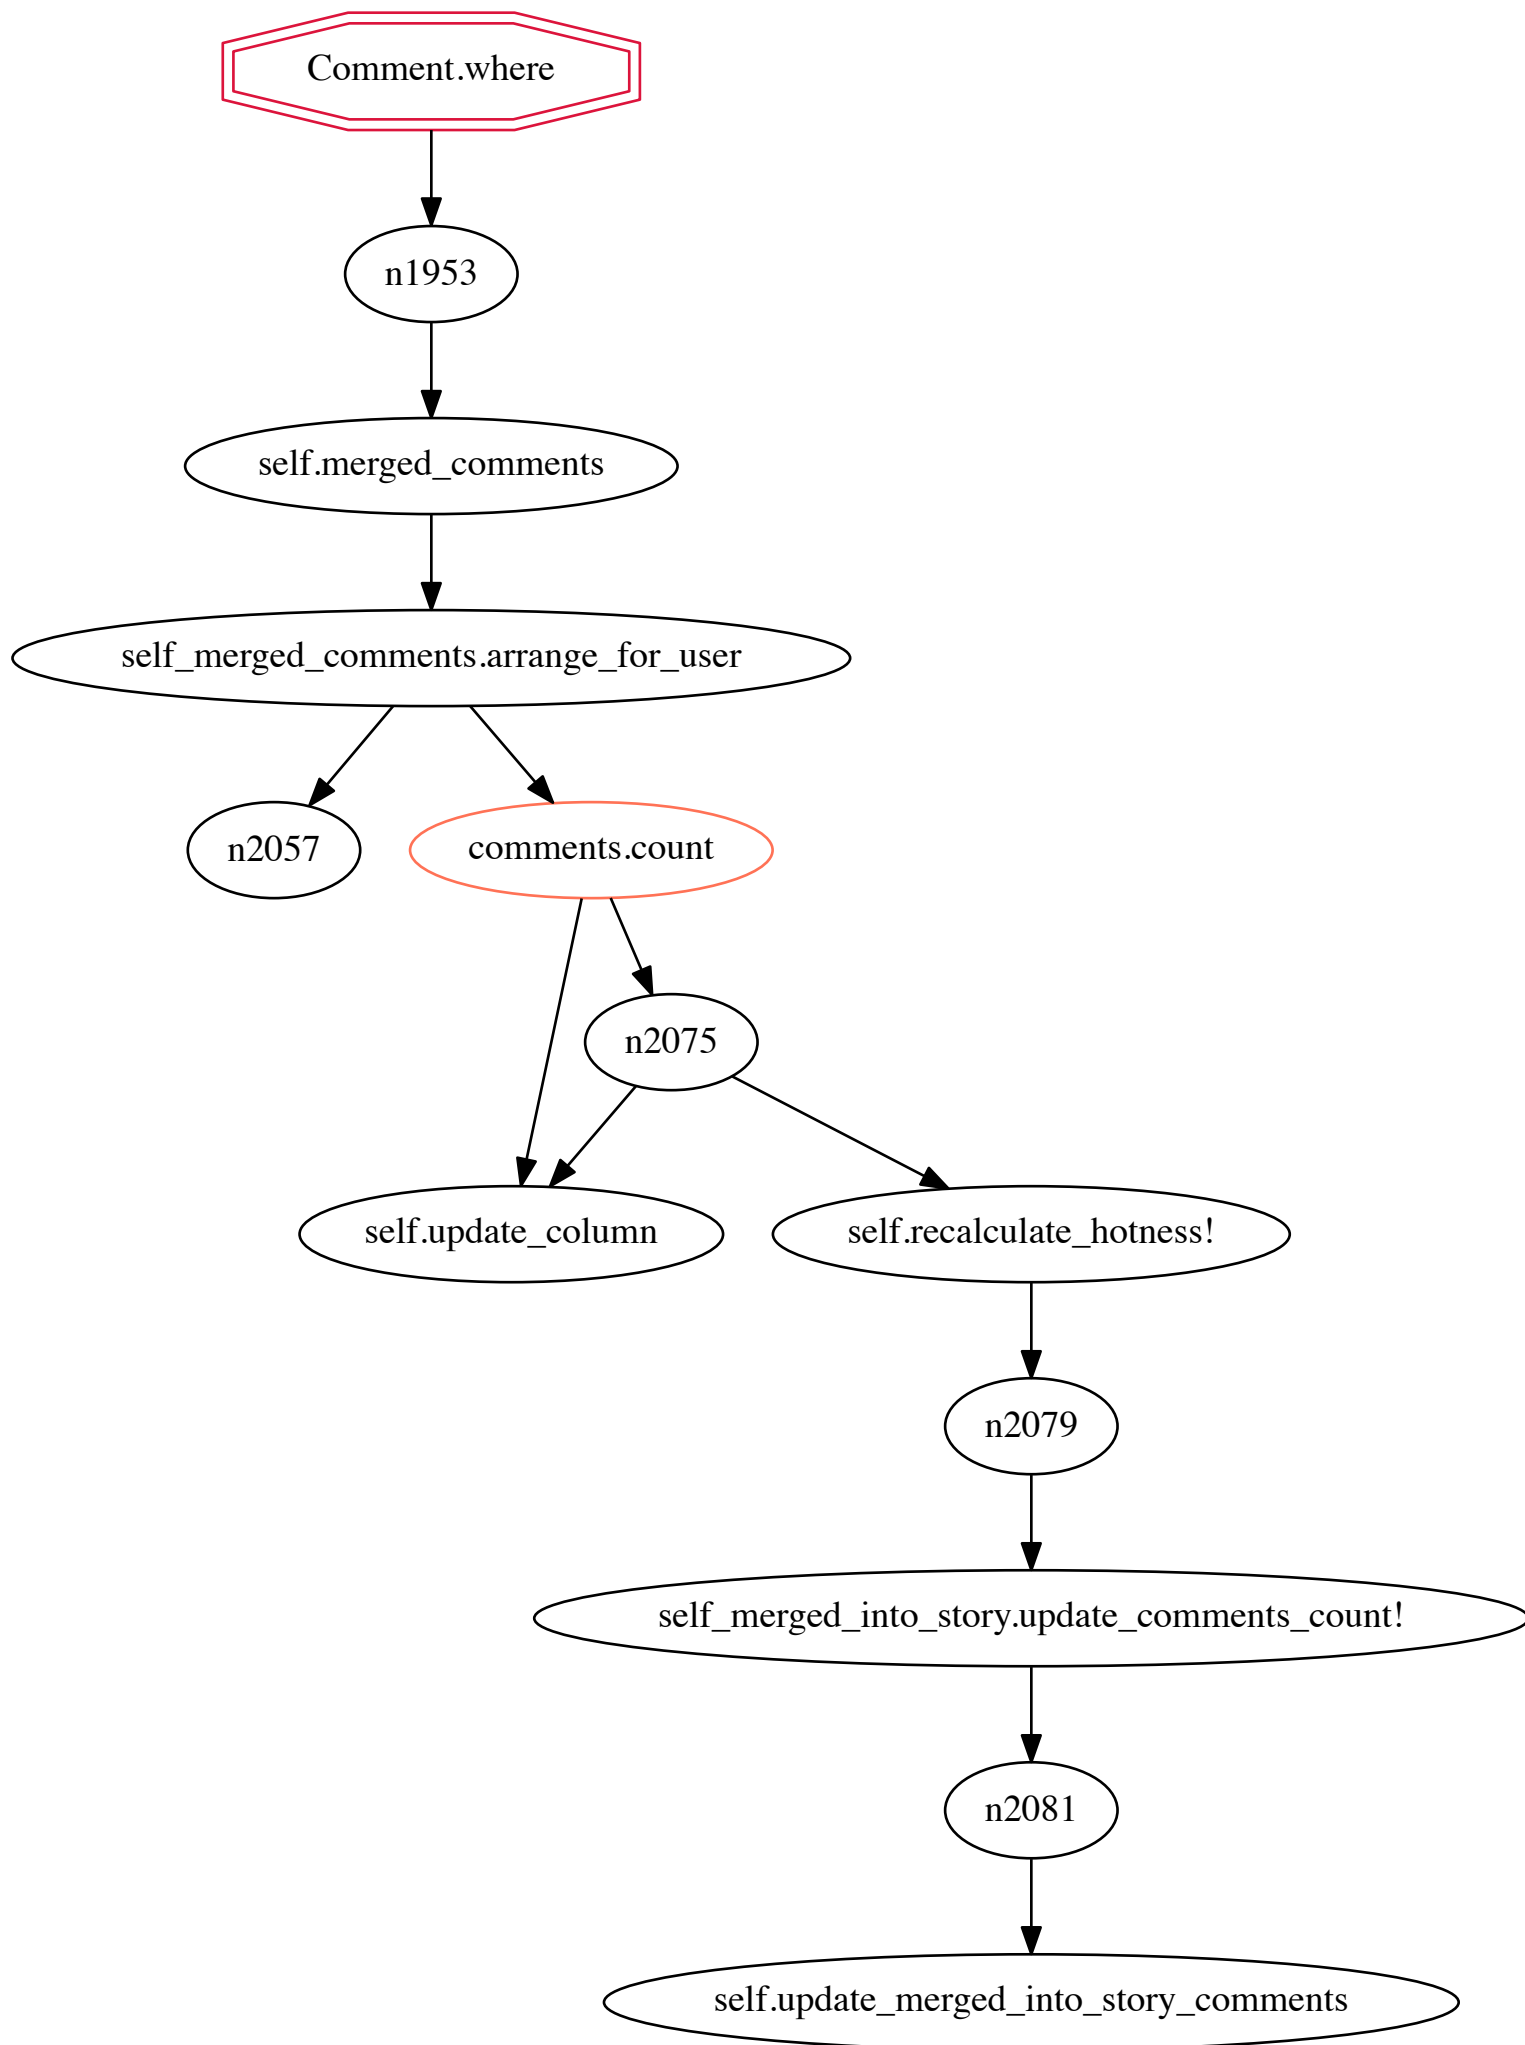 Comment.where
n1953
self.merged_comments
self_merged_comments.arrange_for_user
n2057
comments.count
n2075
self.update_column
self.recalculate_hotness!
n2079
self_merged_into_story.update_comments_count!
n2081
self.update_merged_into_story_comments